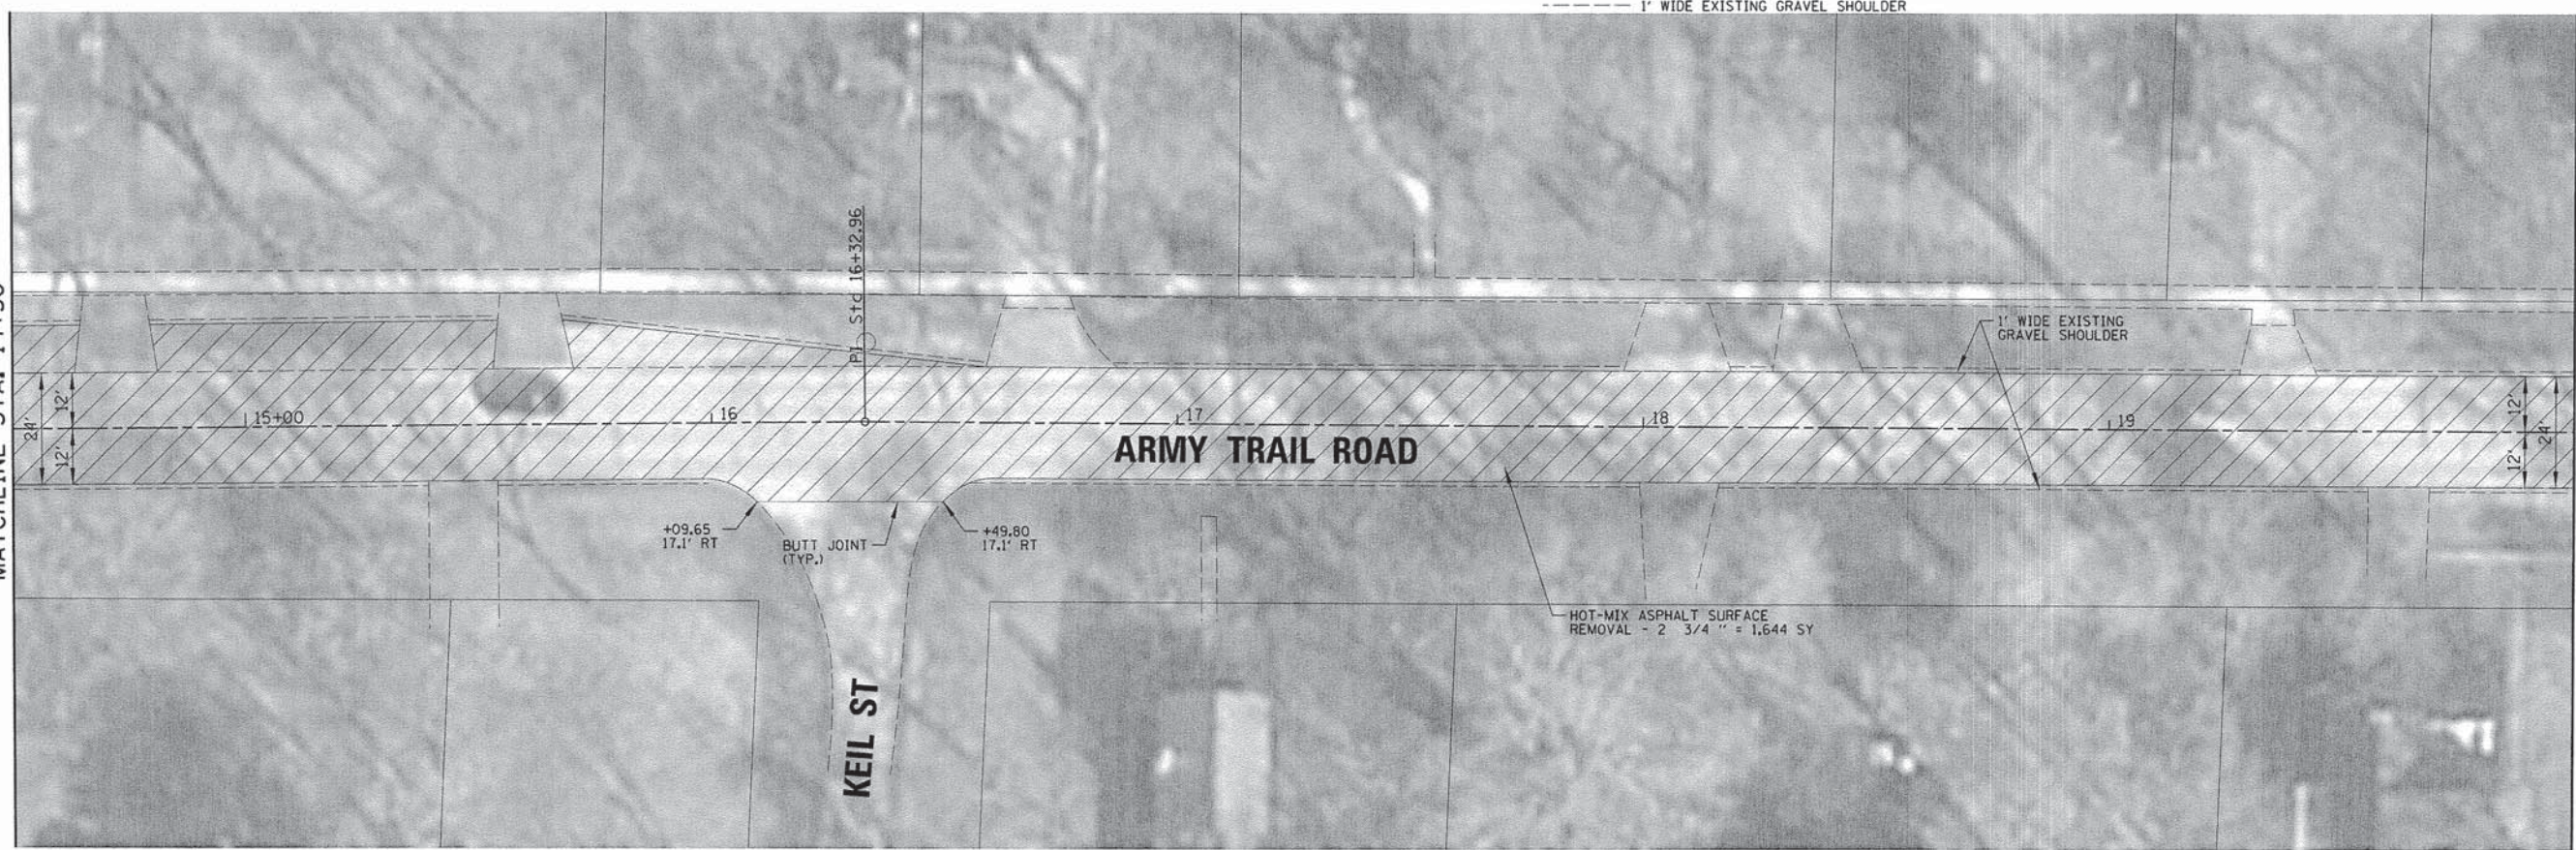 1' WIDE EXISTING GRAVEL SHOULDER
PI Sta 16+32.96
1' WIDE EXISTING
GRAVEL SHOULDER
24'
12'
12'
15+00
16
17
18
19
12'
12'
24'
ARMY TRAIL ROAD
+09.65
17.1' RT
BUTT JOINT
(TYP.)
+49.80
17.1' RT
HOT-MIX ASPHALT SURFACE
REMOVAL - 2 3/4 " = 1,644 SY
KEIL ST